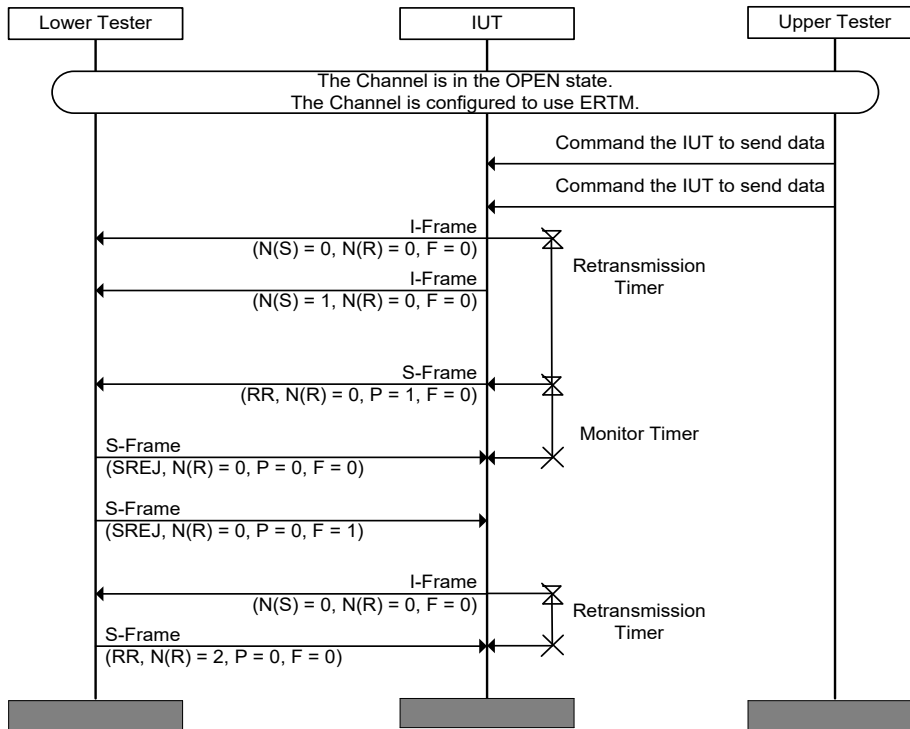 Lower Tester
IUT
Upper Tester
The Channel is in the OPEN state.
The Channel is configured to use ERTM.
Command the IUT to send data
Command the IUT to send data
I-Frame
(N(S) = 0, N(R) = 0, F = 0)
Retransmission
Timer
I-Frame
(N(S) = 1, N(R) = 0, F = 0)
S-Frame
(RR, N(R) = 0, P = 1, F = 0)
Monitor Timer
S-Frame
(SREJ, N(R) = 0, P = 0, F = 0)
S-Frame
(SREJ, N(R) = 0, P = 0, F = 1)
I-Frame
(N(S) = 0, N(R) = 0, F = 0)
Retransmission
Timer
S-Frame
(RR, N(R) = 2, P = 0, F = 0)